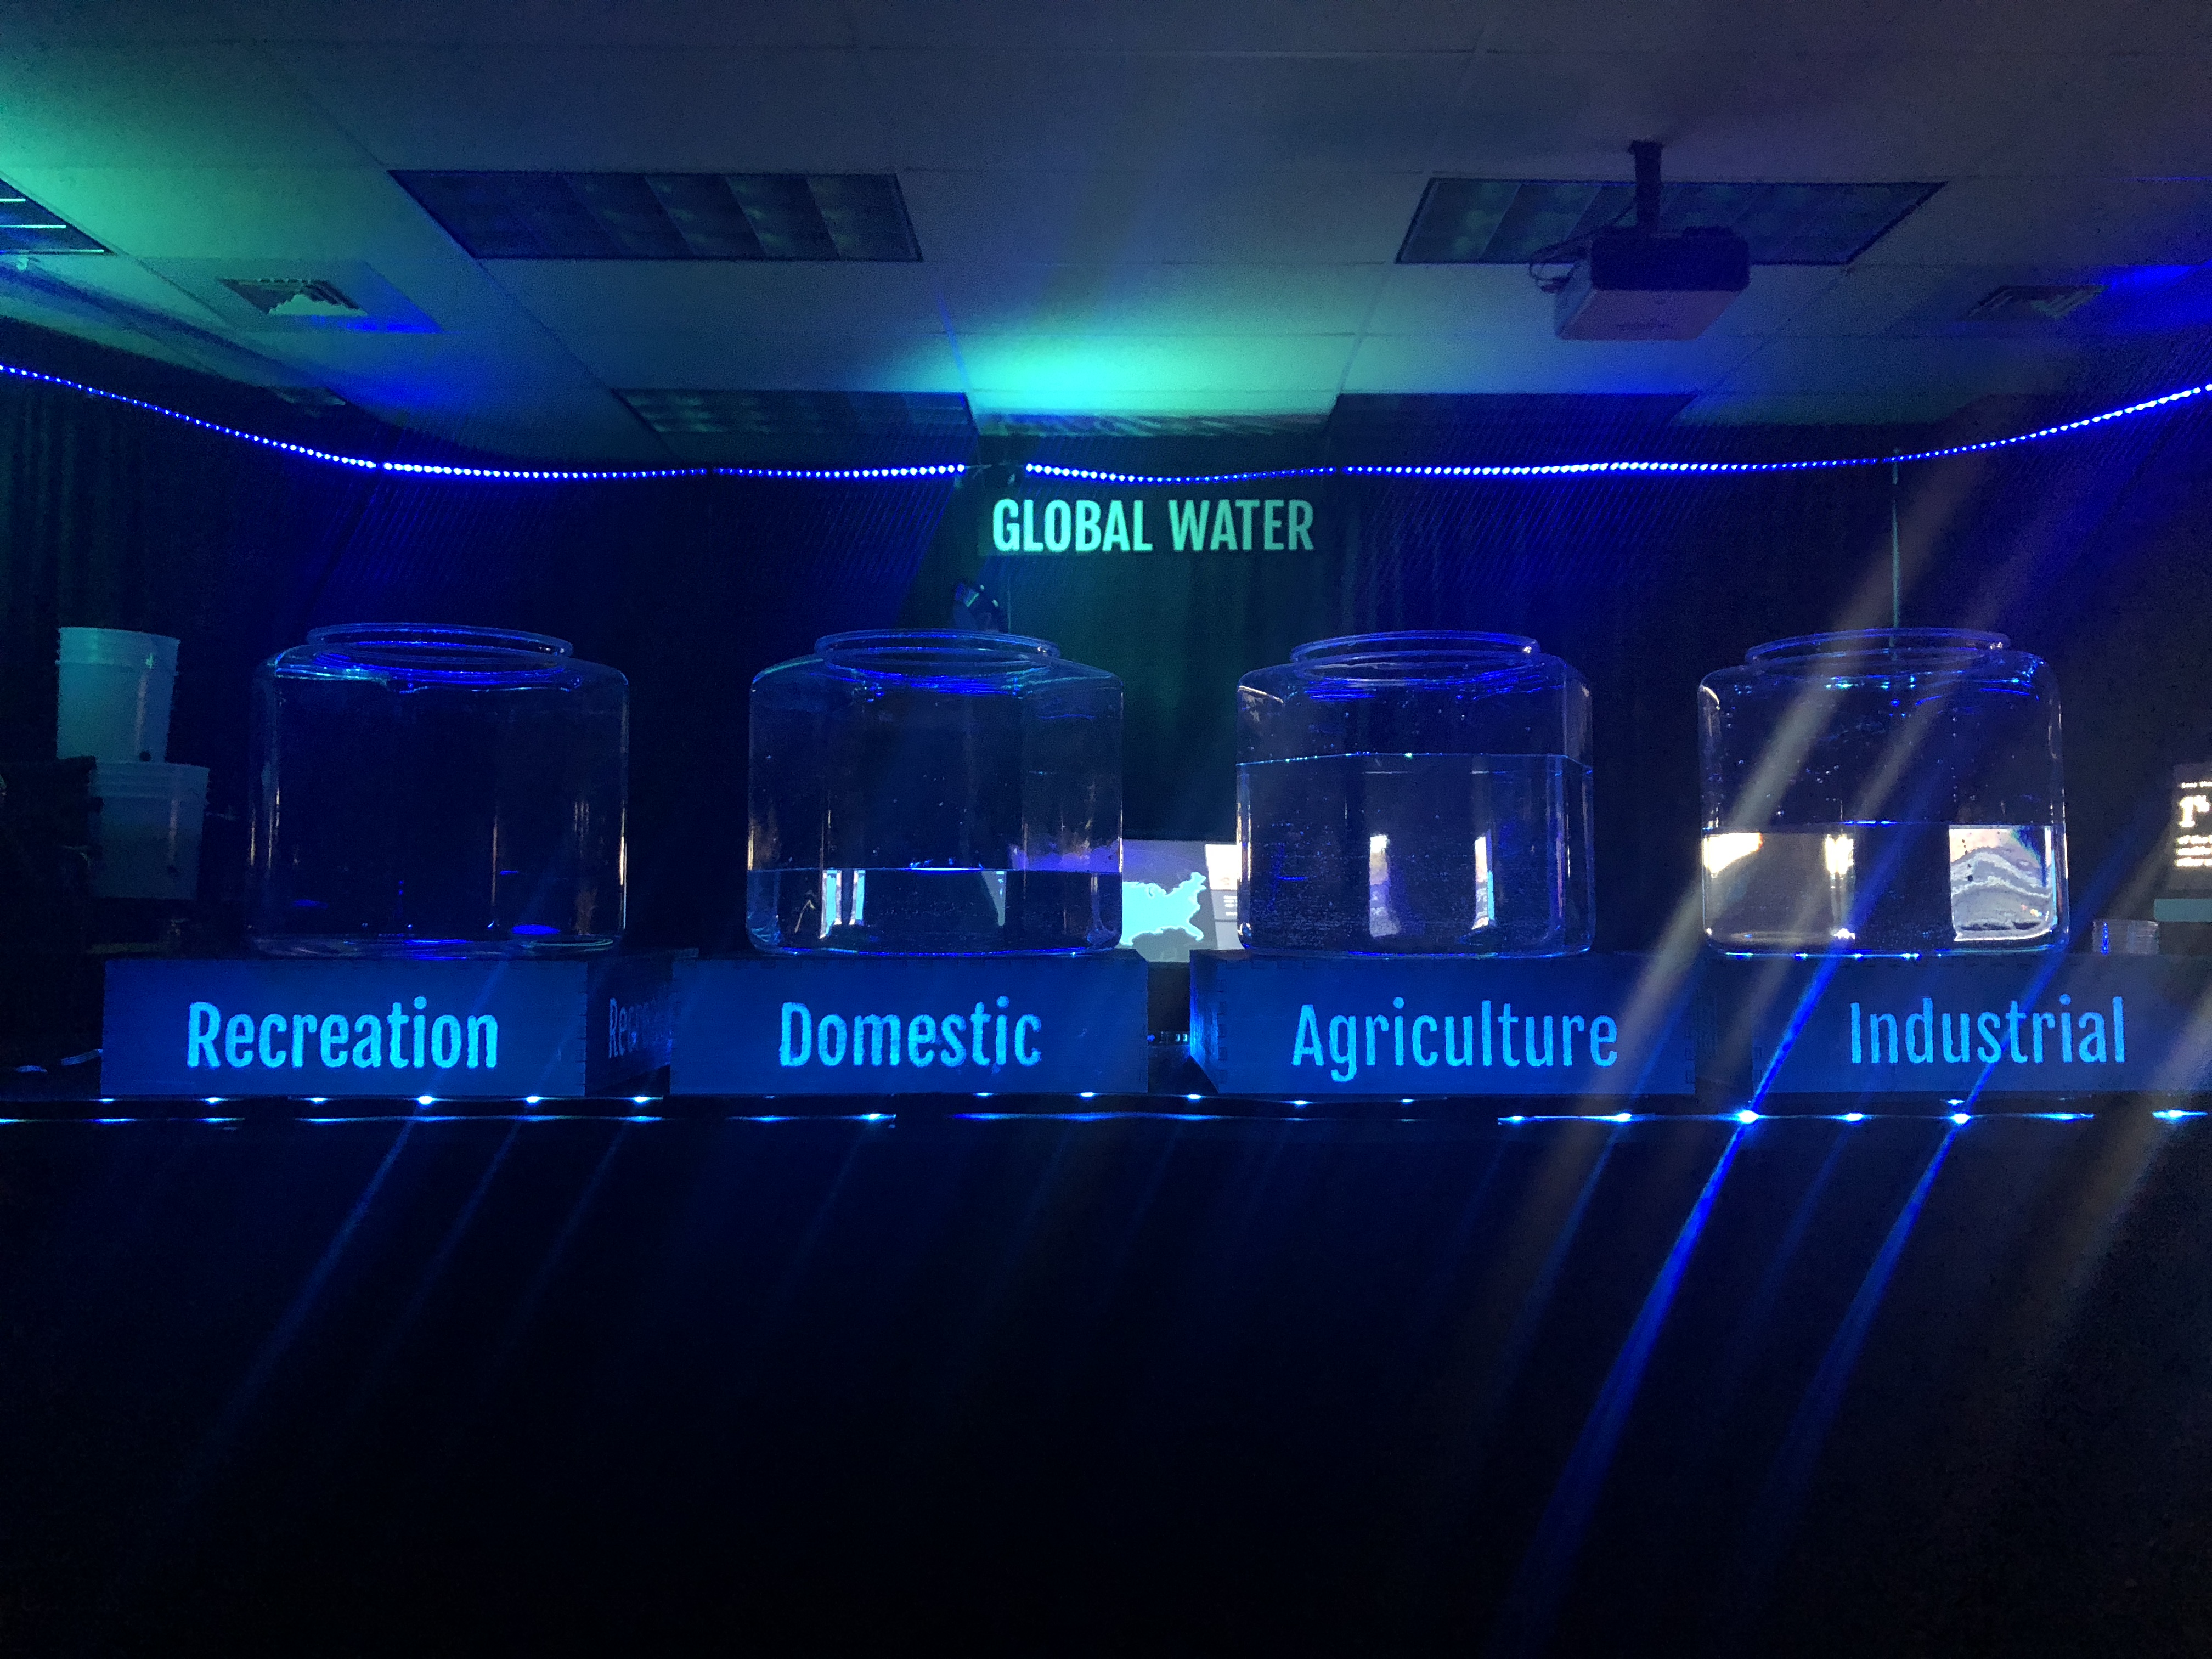 GLOBAL WATER
Recreation
Domestic
Agriculture
Industrial